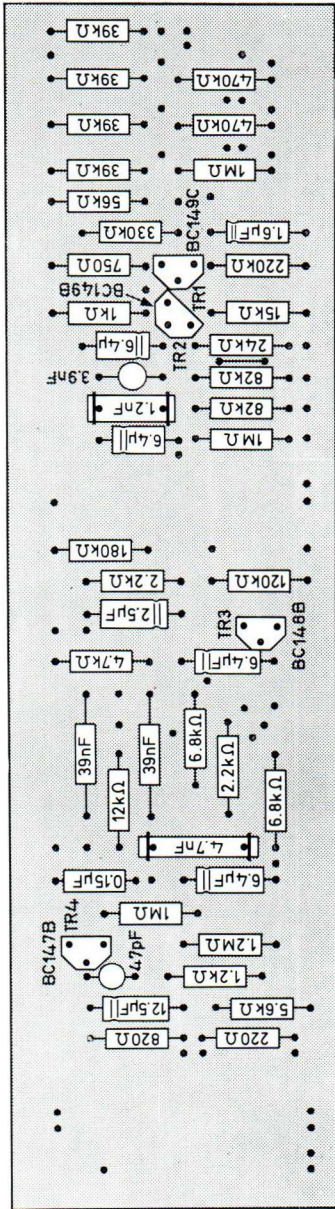 39kΩ
39kΩ
470kΩ
39kΩ
470kΩ
39kΩ
1MΩ
56kΩ
330kΩ
BC149C
1.6µF
750Ω
220kΩ
BC149B
TR1
1kΩ
15kΩ
TR2
6.4µ
24kΩ
3.9nF
82kΩ
1.2nF
82kΩ
6.4µ
1MΩ
180kΩ
2.2kΩ
120kΩ
2.5µF
TR3
BC148B
4.7kΩ
6.4µF
39nF
12kΩ
39nF
6.8kΩ
2.2kΩ
6.8kΩ
4.7nF
0.15µF
6.4µF
1MΩ
BC147B
TR4
47pF
1.2MΩ
1.2kΩ
12.5µF
5.6kΩ
820Ω
220Ω